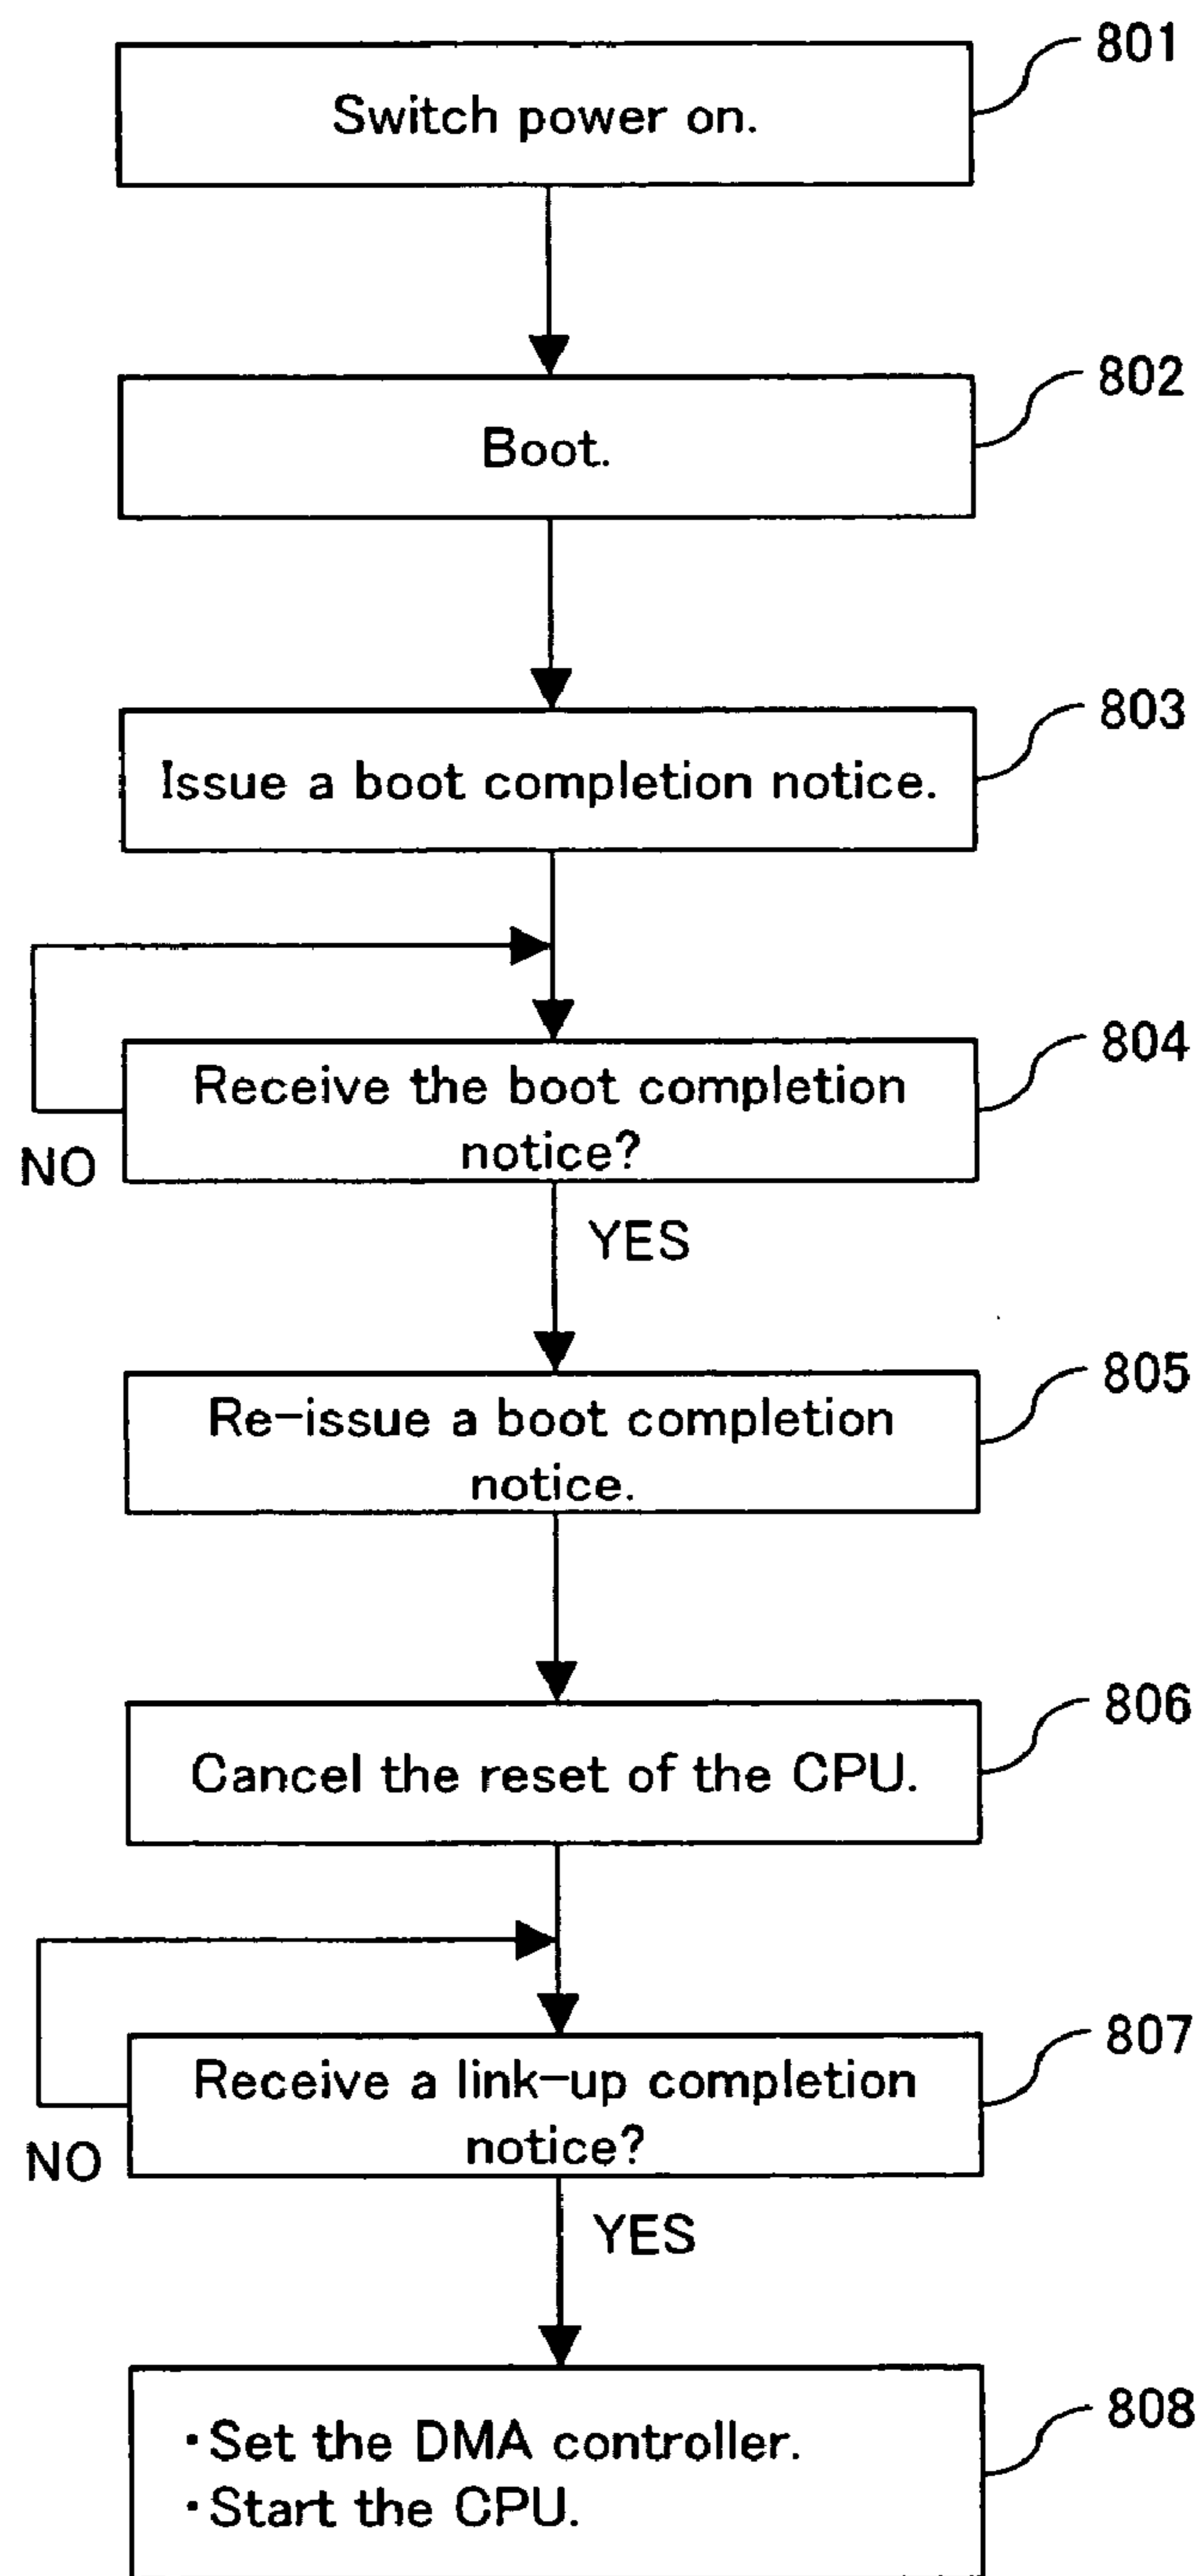 801
Switch power on.
802
Boot.
803
Issue a boot completion notice.
804
Receive the boot completion
notice?
NO
YES
805
Re-issue a boot completion
notice.
806
Cancel the reset of the CPU.
807
Receive a link-up completion
notice?
NO
YES
808
・Set the DMA controller.
・Start the CPU.